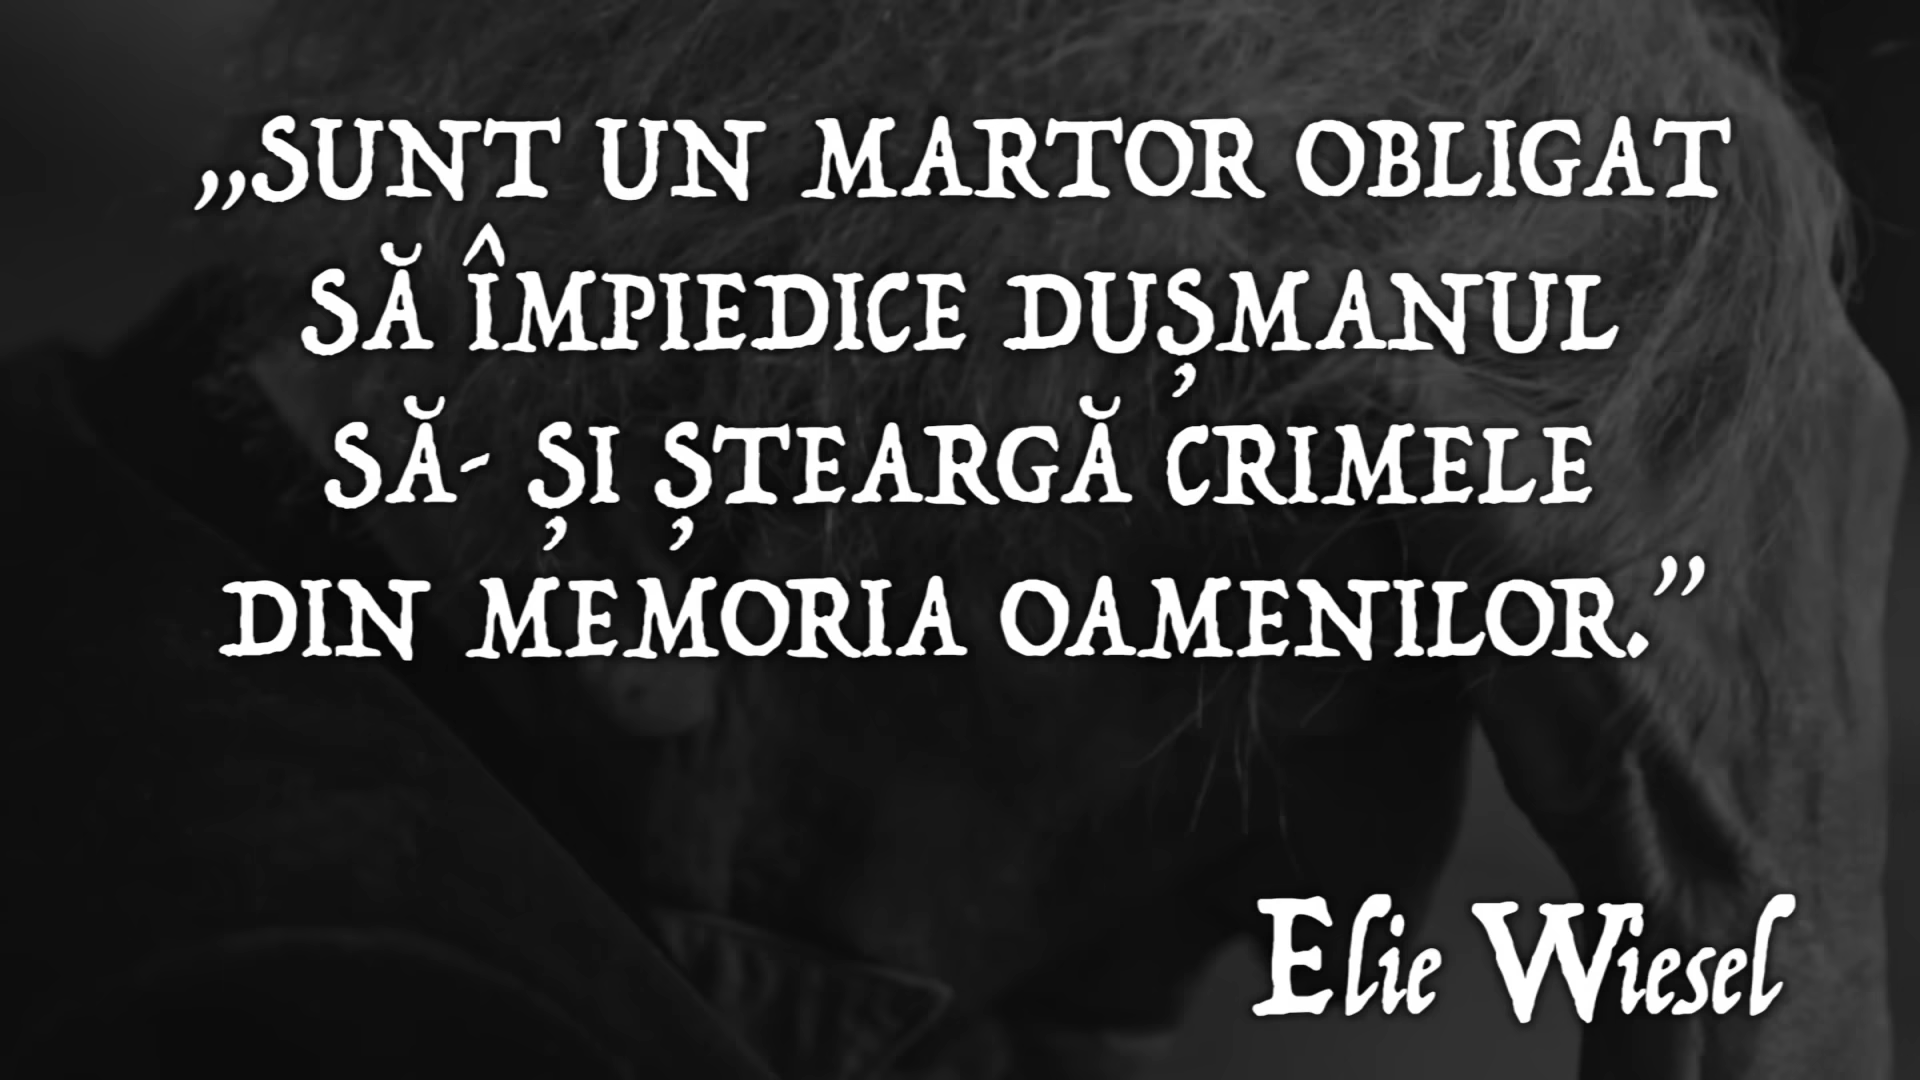 „SUNT UN MARTOR OBLIGAT
SĂ ÎMPIEDICE DUȘMANUL
SĂ- ȘI ȘTEARGĂ CRIMELE
DIN MEMORIA OAMENILOR.”
Elie Wiesel